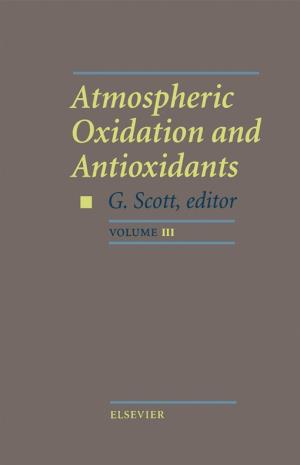 Atmospheric
Oxidation and
Antioxidants
G. Scott, editor
VOLUME III
ELSEVIER